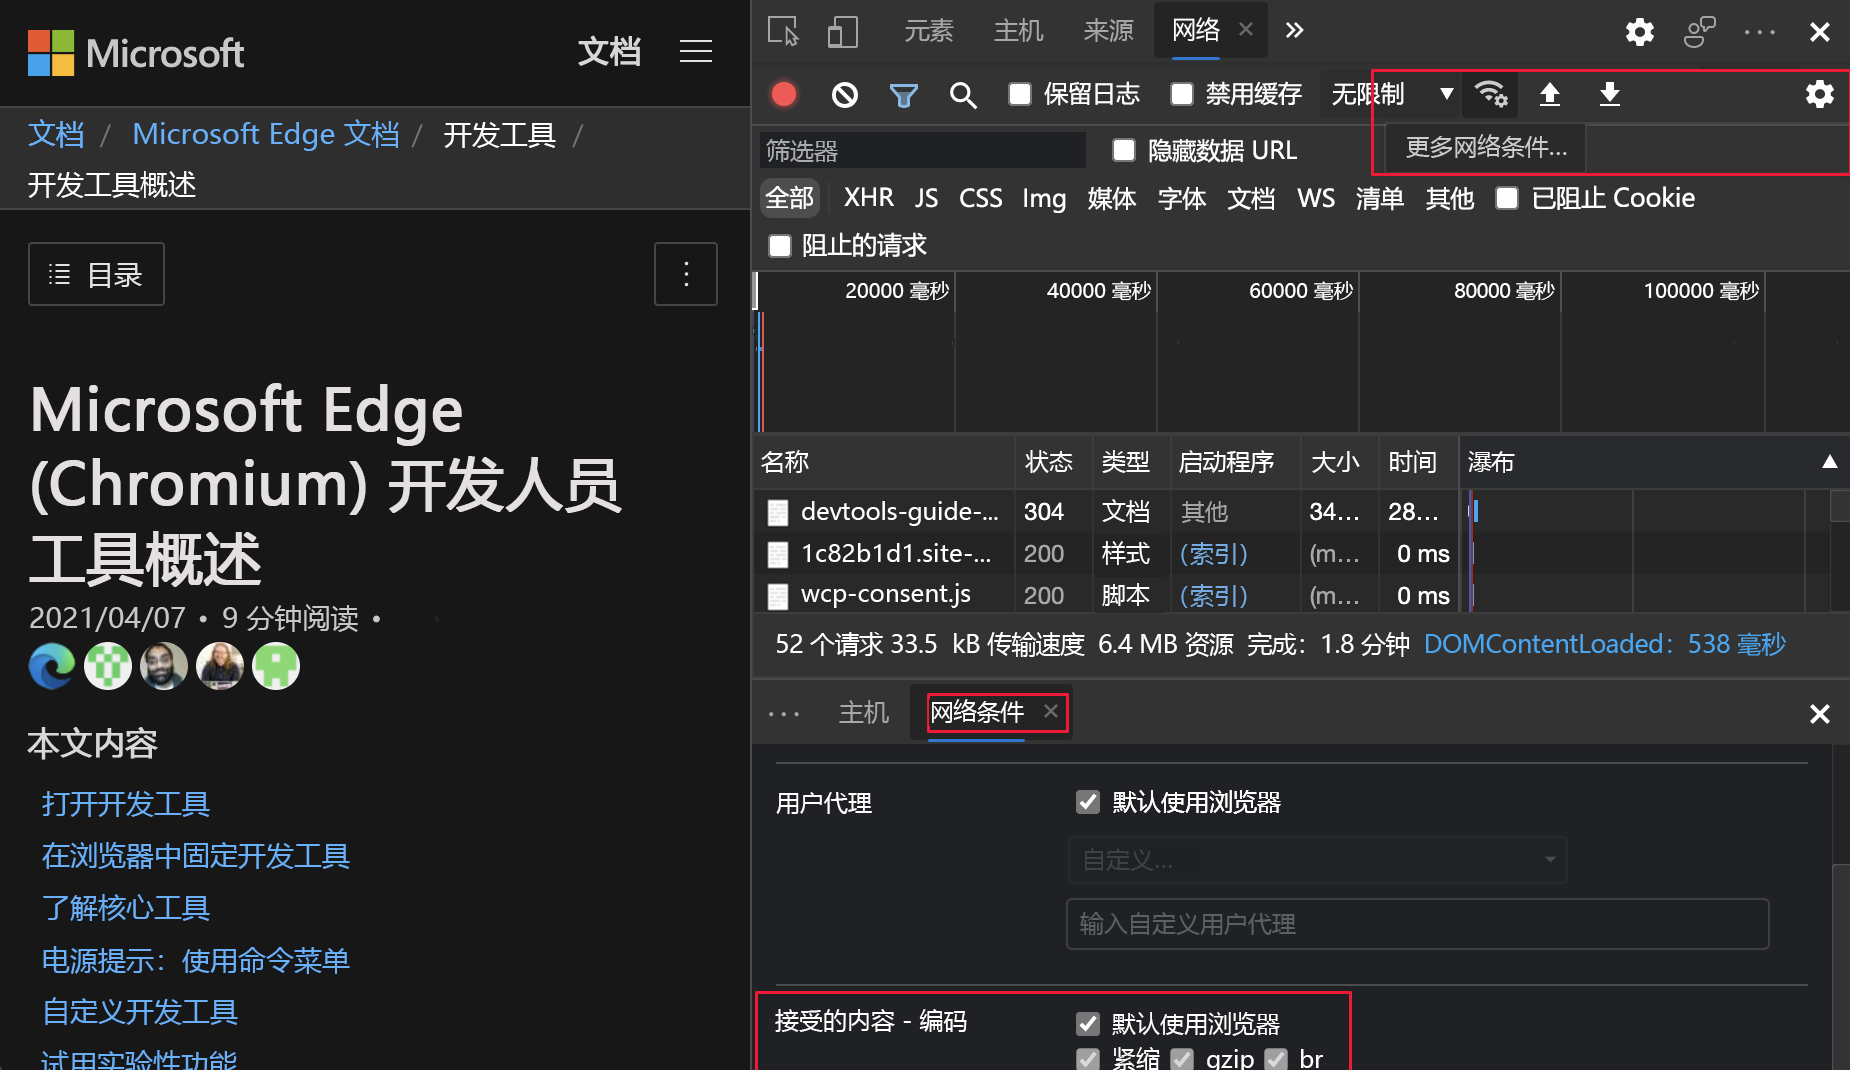 Microsoft
文档
文档 / Microsoft Edge 文档 / 开发工具 /
开发工具概述
目录
Microsoft Edge
(Chromium) 开发人员
工具概述
2021/04/07 • 9 分钟阅读 •
本文内容
打开开发工具
在浏览器中固定开发工具
了解核心工具
电源提示：使用命令菜单
自定义开发工具
试用实验性功能
元素 主机 来源 网络
保留日志 禁用缓存 无限制
更多网络条件...
筛选器 隐藏数据 URL
全部 XHR JS CSS Img 媒体 字体 文档 WS 清单 其他 已阻止 Cookie
阻止的请求
20000 毫秒 40000 毫秒 60000 毫秒 80000 毫秒 100000 毫秒
名称 状态 类型 启动程序 大小 时间 瀑布
devtools-guide-... 304 文档 其他 34... 28...
1c82b1d1.site-... 200 样式 (索引) (m... 0 ms
wcp-consent.js 200 脚本 (索引) (m... 0 ms
52 个请求 33.5 kB 传输速度 6.4 MB 资源 完成：1.8 分钟 DOMContentLoaded：538 毫秒
主机 网络条件
用户代理 默认使用浏览器
自定义...
输入自定义用户代理
接受的内容 - 编码 默认使用浏览器
紧缩 gzip br